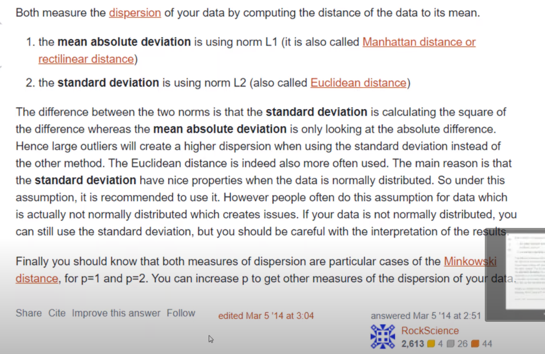 Both measure the dispersion of your data by computing the distance of the data to its mean.
1. the mean absolute deviation is using norm L1 (it is also called Manhattan distance or
rectilinear distance)
2. the standard deviation is using norm L2 (also called Euclidean distance)
The difference between the two norms is that the standard deviation is calculating the square of
the difference whereas the mean absolute deviation is only looking at the absolute difference.
Hence large outliers will create a higher dispersion when using the standard deviation instead of
the other method. The Euclidean distance is indeed also more often used. The main reason is that
the standard deviation have nice properties when the data is normally distributed. So under this
assumption, it is recommended to use it. However people often do this assumption for data which
is actually not normally distributed which creates issues. If your data is not normally distributed, you
can still use the standard deviation, but you should be careful with the interpretation of the results.
Finally you should know that both measures of dispersion are particular cases of the Minkowski
distance, for p=1 and p=2. You can increase p to get other measures of the dispersion of your data.
Share Cite Improve this answer Follow
edited Mar 5 '14 at 3:04
answered Mar 5 '14 at 2:51
RockScience
2,613 4 26 44